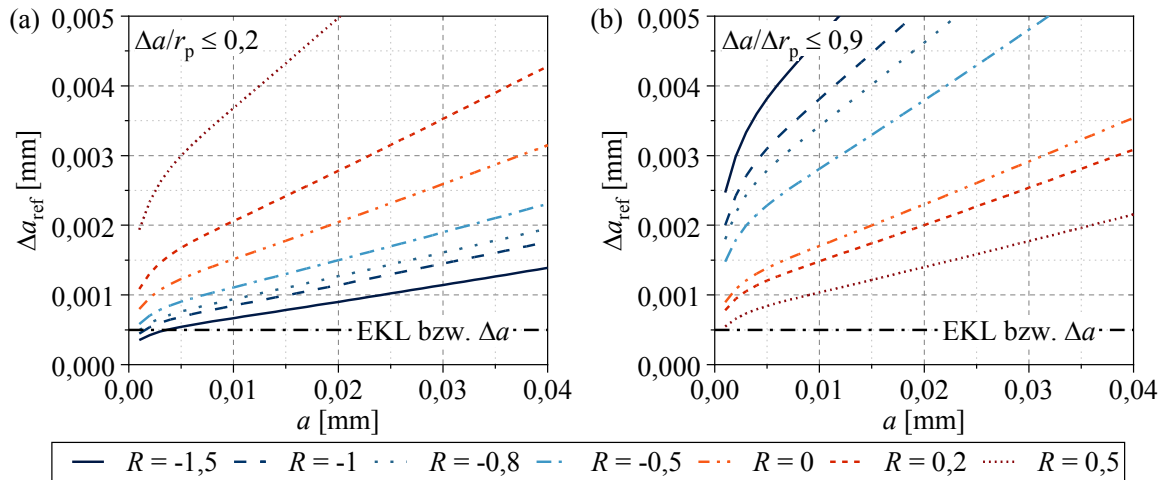 (a)
Δa/rₚ ≤ 0,2
0,005
0,004
0,003
0,002
0,001
0,000
Δa_ref [mm]
EKL bzw. Δa
0,00 0,01 0,02 0,03 0,04
a [mm]
(b)
Δa/Δrₚ ≤ 0,9
0,005
0,004
0,003
0,002
0,001
0,000
Δa_ref [mm]
EKL bzw. Δa
0,00 0,01 0,02 0,03 0,04
a [mm]
R = -1,5 R = -1 R = -0,8 R = -0,5 R = 0 R = 0,2 R = 0,5